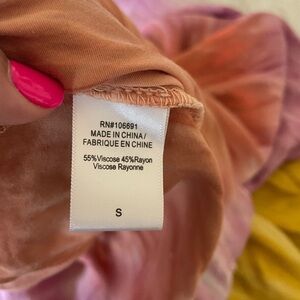 RN#106691
MADE IN CHINA/
FABRIQUE EN CHINE
55%Viscose 45%Rayon
Viscose Rayonne
S